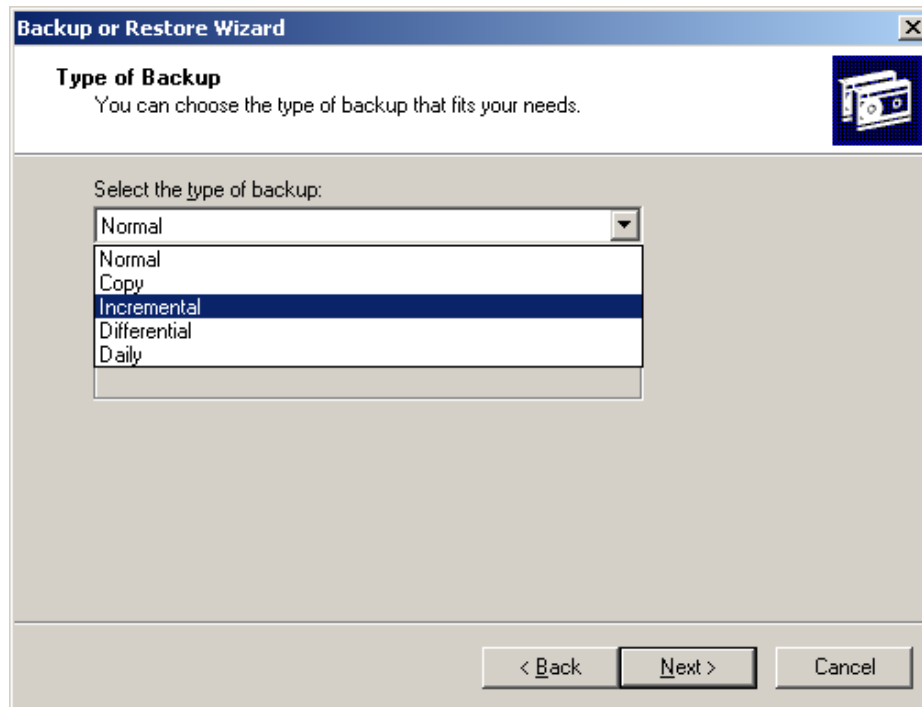 Backup or Restore Wizard
Type of Backup
You can choose the type of backup that fits your needs.
Select the type of backup:
Normal
Normal
Copy
Incremental
Differential
Daily
< Back
Next >
Cancel